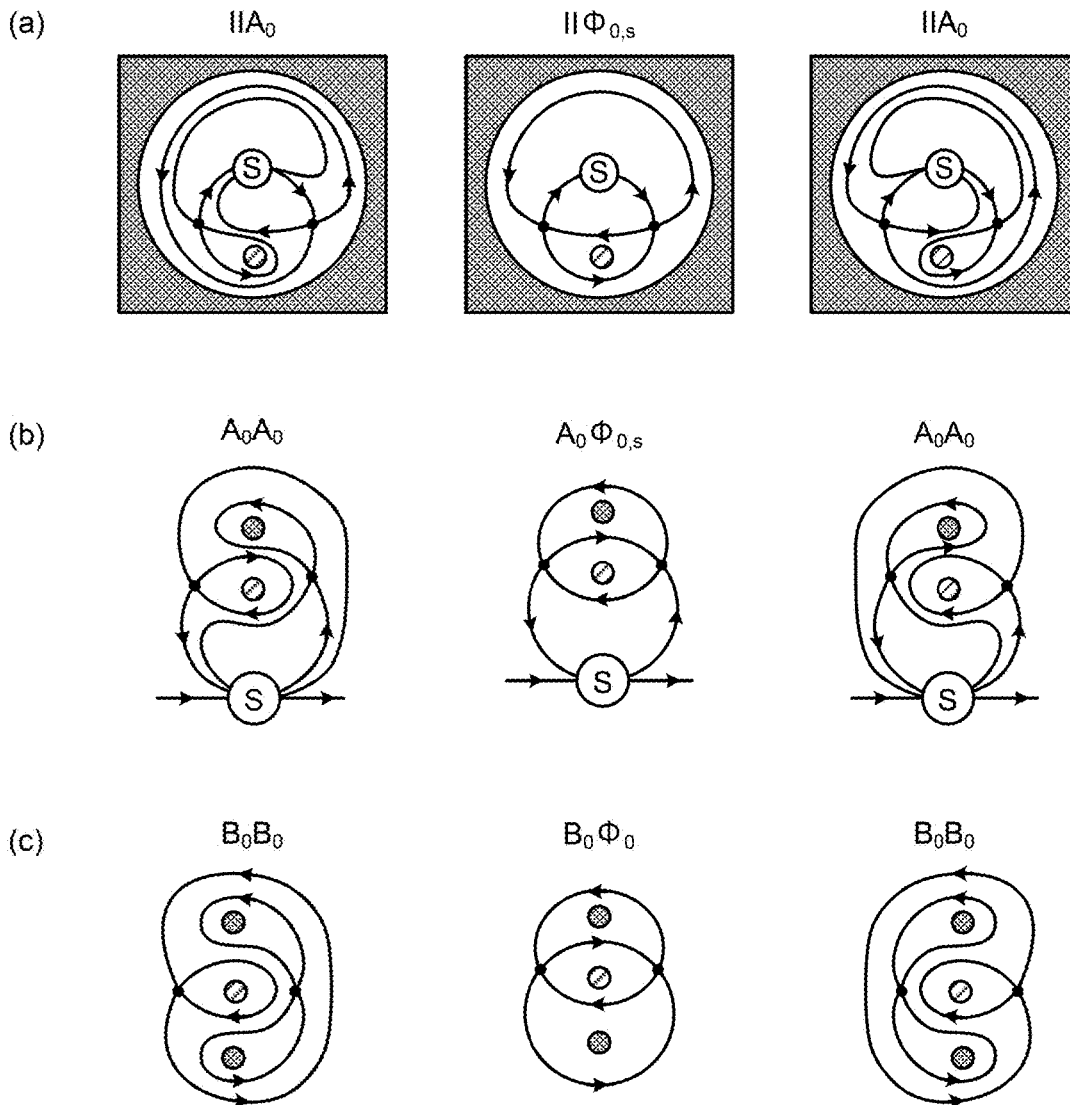 (a) IIA₀ IIΦ₀,ₛ IIA₀
S S S
(b) A₀A₀ A₀Φ₀,ₛ A₀A₀
S S S
(c) B₀B₀ B₀Φ₀ B₀B₀